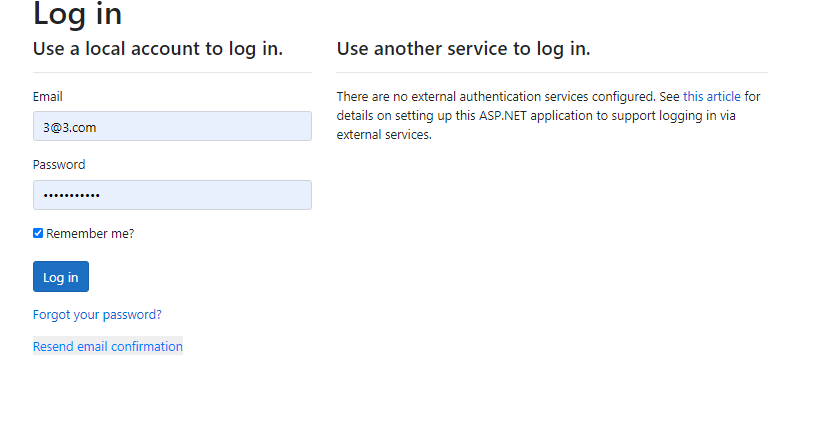 Log in
Use a local account to log in.
Email
3@3.com
Password
•••••••••••
Remember me?
Log in
Forgot your password?
Resend email confirmation
Use another service to log in.
There are no external authentication services configured. See this article for
details on setting up this ASP.NET application to support logging in via
external services.